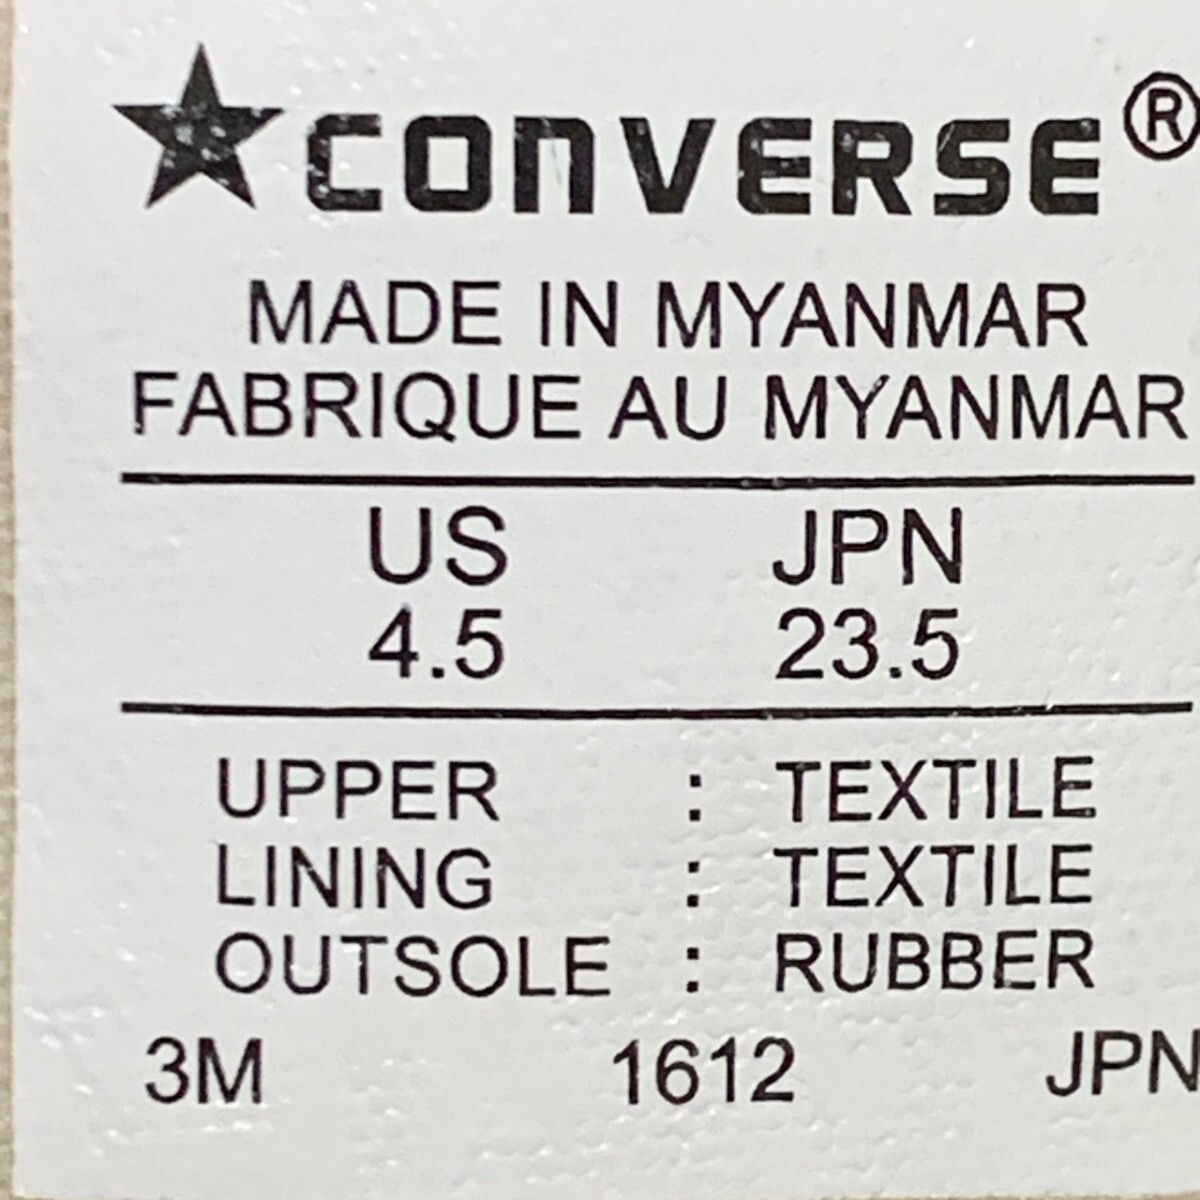 ★CONVERSE®
MADE IN MYANMAR
FABRIQUE AU MYANMAR
US JPN
4.5 23.5
UPPER : TEXTILE
LINING : TEXTILE
OUTSOLE : RUBBER
3M 1612 JPN